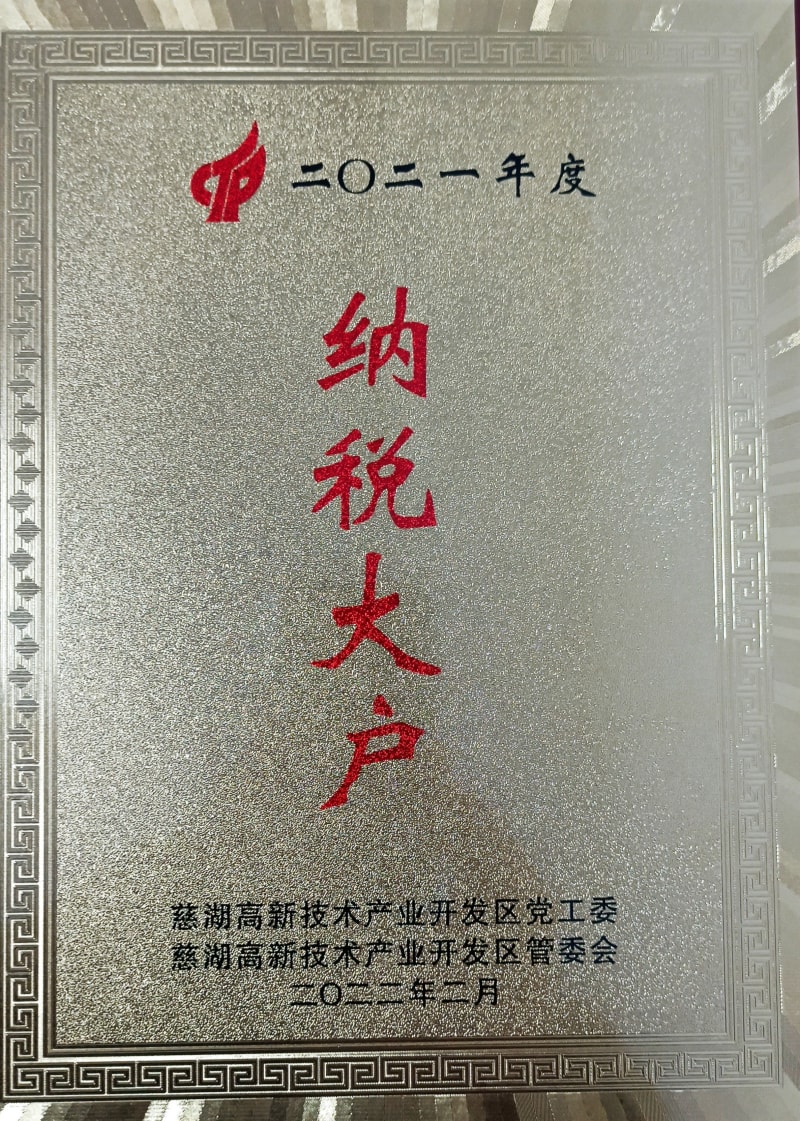 二〇二一年度
纳税大户
慈湖高新技术产业开发区党工委
慈湖高新技术产业开发区管委会
二〇二二年二月